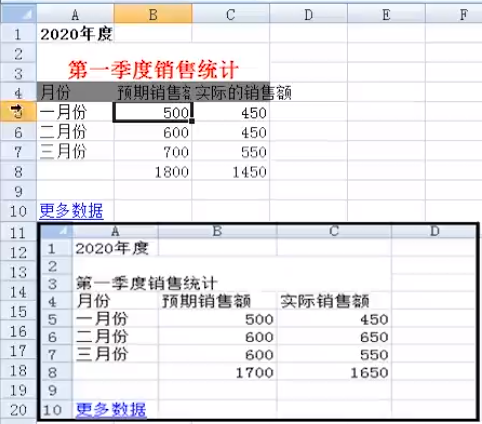 A B C D E F
1 2020年度
2
3 第一季度销售统计
4 月份 预期销售额 实际的销售额
5 一月份 500 450
6 二月份 600 450
7 三月份 700 550
8 1800 1450
9
10 更多数据
11
12
13
14
15
16
17
18
19
20
A B C D
1 2020年度
2
3 第一季度销售统计
4 月份 预期销售额 实际销售额
5 一月份 500 450
6 二月份 600 650
7 三月份 600 550
8 1700 1650
9
10 更多数据